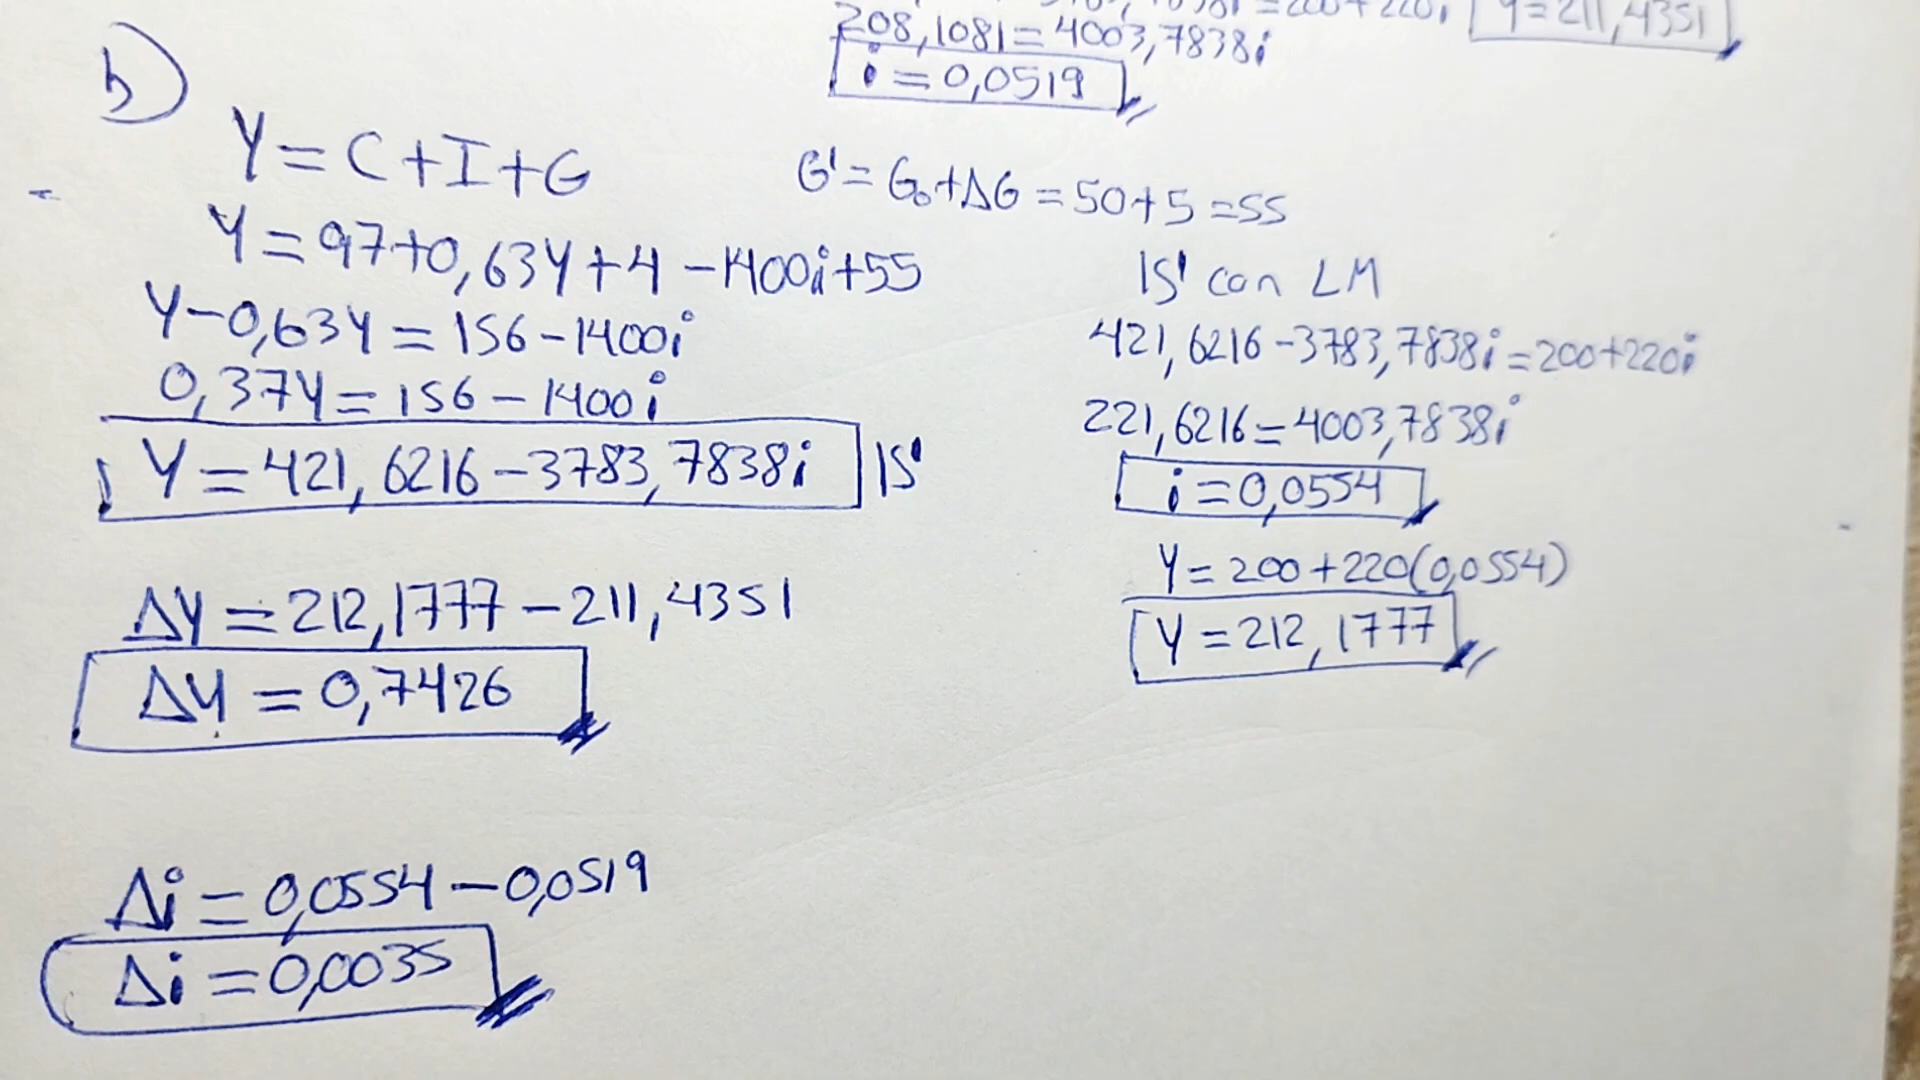 =200+220i
Y=211,4351
208,1081=4003,7838i
i=0,0519
b)
Y=C+I+G
G'=G₀+ΔG=50+5=55
Y=97+0,63Y+4-1400i+55
Y-0,63Y=156-1400i
0,37Y=156-1400i
Y=421,6216-3783,7838i IS'
IS' con LM
421,6216-3783,7838i=200+220i
221,6216=4003,7838i
i=0,0554
Y=200+220(0,0554)
Y=212,1777
ΔY=212,1777-211,4351
ΔY=0,7426
Δi=0,0554-0,0519
Δi=0,0035